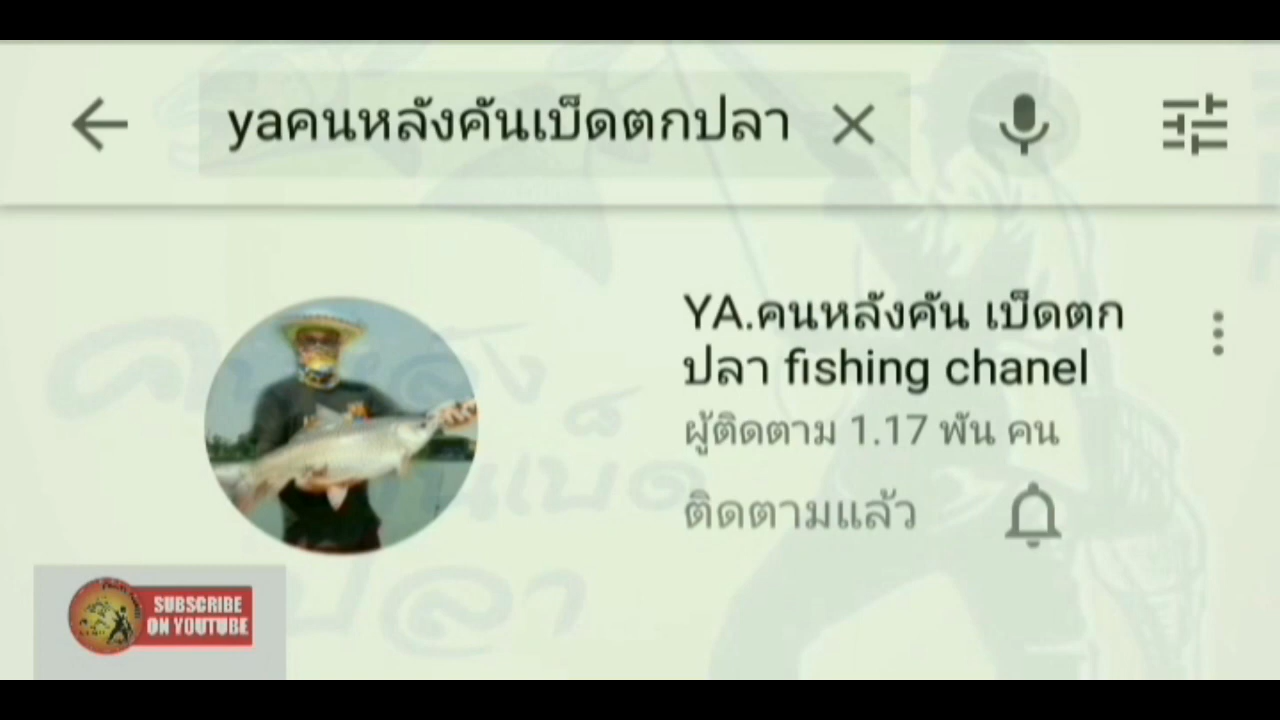 yaคนหลังคันเบ็ดตกปลา
YA.คนหลังคัน เบ็ดตก
ปลา fishing chanel
ผู้ติดตาม 1.17 พัน คน
ติดตามแล้ว
SUBSCRIBE
ON YOUTUBE